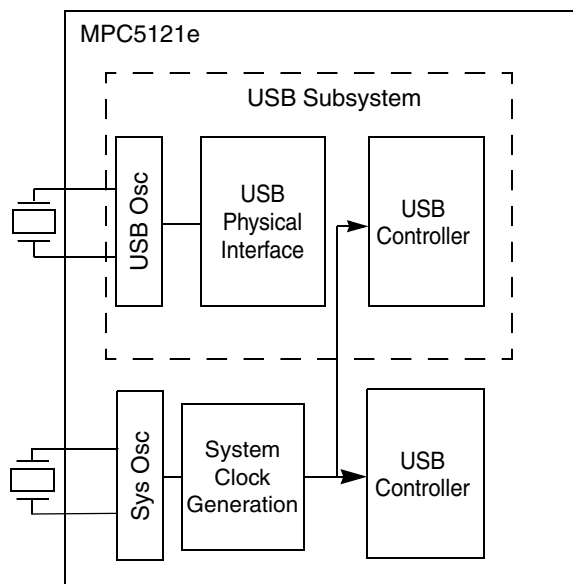 MPC5121e
USB Subsystem
USB Osc
USB
Physical
Interface
USB
Controller
Sys Osc
System
Clock
Generation
USB
Controller